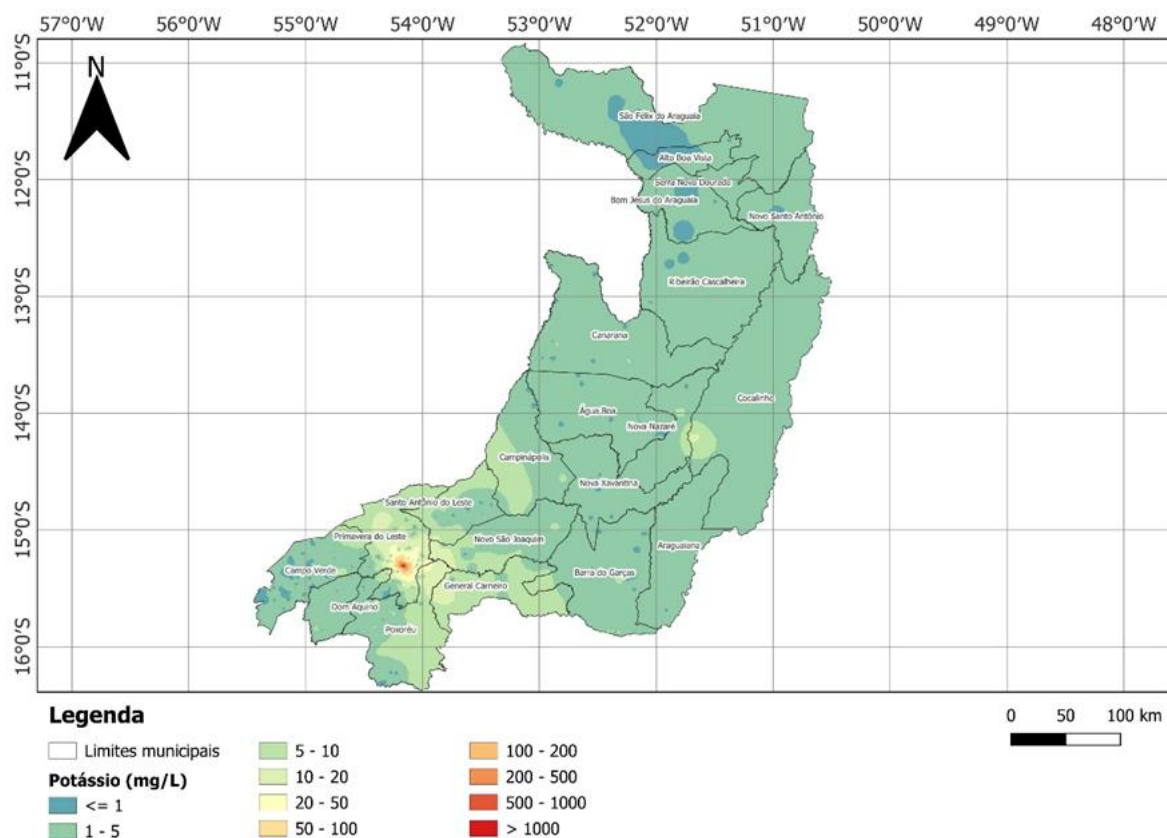 57°0'W 56°0'W 55°0'W 54°0'W 53°0'W 52°0'W 51°0'W 50°0'W 49°0'W 48°0'W
11°0'S
N
São Félix do Araguaia
Alto Boa Vista
12°0'S
Serra Nova Dourada
Bom Jesus do Araguaia
Novo Santo Antônio
Ribeirão Cascalheira
13°0'S
Canarana
Cocalinho
14°0'S
Água Boa
Nova Nazaré
Campinápolis
Nova Xavantina
Santo Antônio do Leste
15°0'S
Primavera do Leste
Novo São Joaquim
Araguaiana
Campo Verde
Barra do Garças
General Carneiro
Dom Aquino
Poxoréu
16°0'S
Legenda
Limites municipais
Potássio (mg/L)
<= 1
1 - 5
5 - 10
10 - 20
20 - 50
50 - 100
100 - 200
200 - 500
500 - 1000
> 1000
0 50 100 km